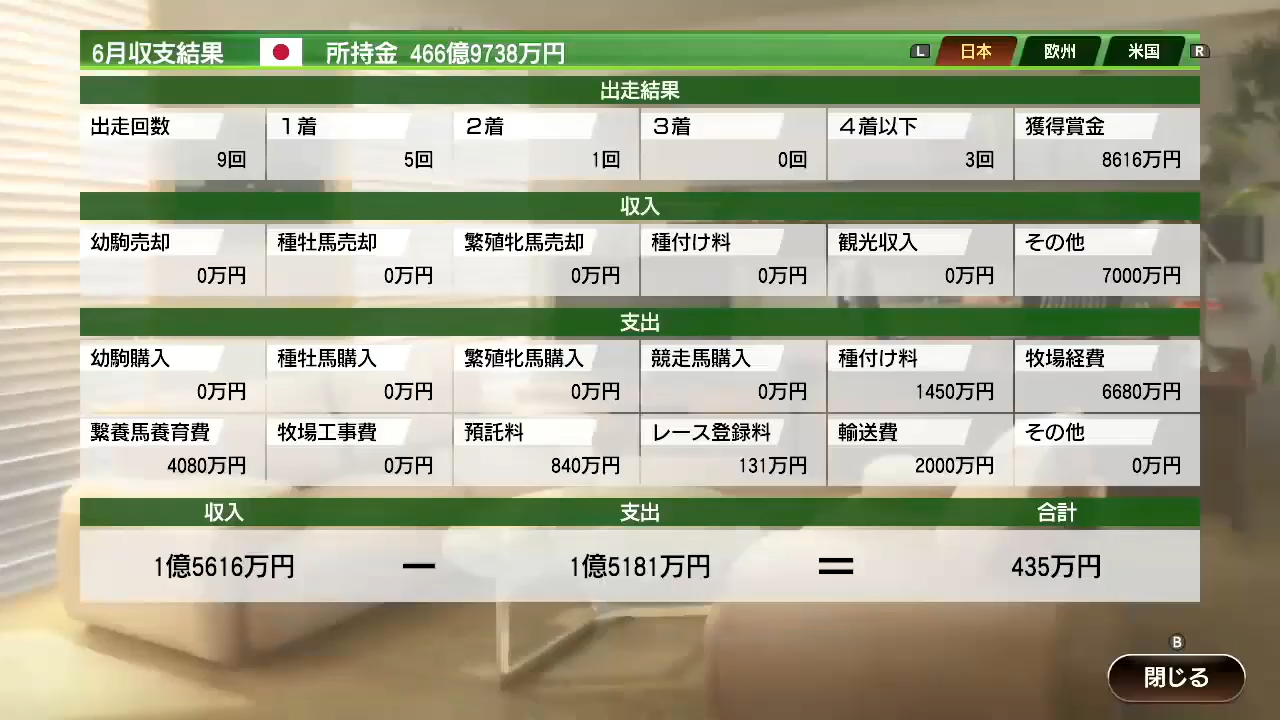 6月収支結果 所持金 466億9738万円 L 日本 欧州 米国 R
出走結果
出走回数 1着 2着 3着 4着以下 獲得賞金
9回 5回 1回 0回 3回 8616万円
収入
幼駒売却 種牡馬売却 繁殖牝馬売却 種付け料 観光収入 その他
0万円 0万円 0万円 0万円 0万円 7000万円
支出
幼駒購入 種牡馬購入 繁殖牝馬購入 競走馬購入 種付け料 牧場経費
0万円 0万円 0万円 0万円 1450万円 6680万円
繋養馬養育費 牧場工事費 預託料 レース登録料 輸送費 その他
4080万円 0万円 840万円 131万円 2000万円 0万円
収入 支出 合計
1億5616万円 － 1億5181万円 ＝ 435万円
B
閉じる